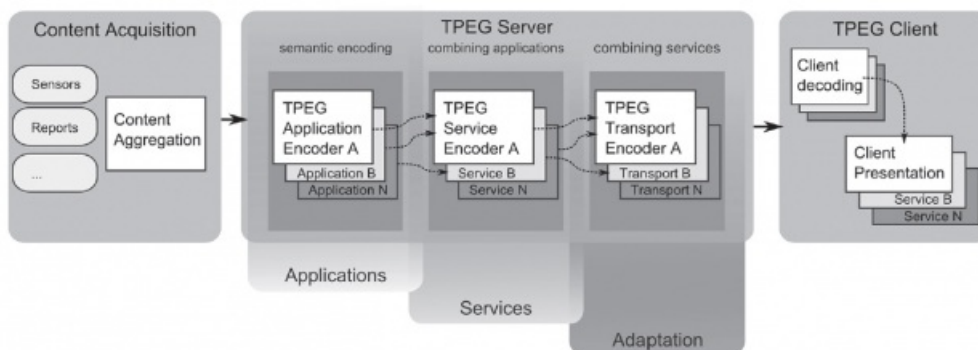 Content Acquisition
Sensors
Reports
...
Content
Aggregation
TPEG Server
semantic encoding
combining applications
combining services
TPEG
Application
Encoder A
Application B
Application N
TPEG
Service
Encoder A
Service B
Service N
TPEG
Transport
Encoder A
Transport B
Transport N
Applications
Services
Adaptation
TPEG Client
Client
decoding
Client
Presentation
Service B
Service N